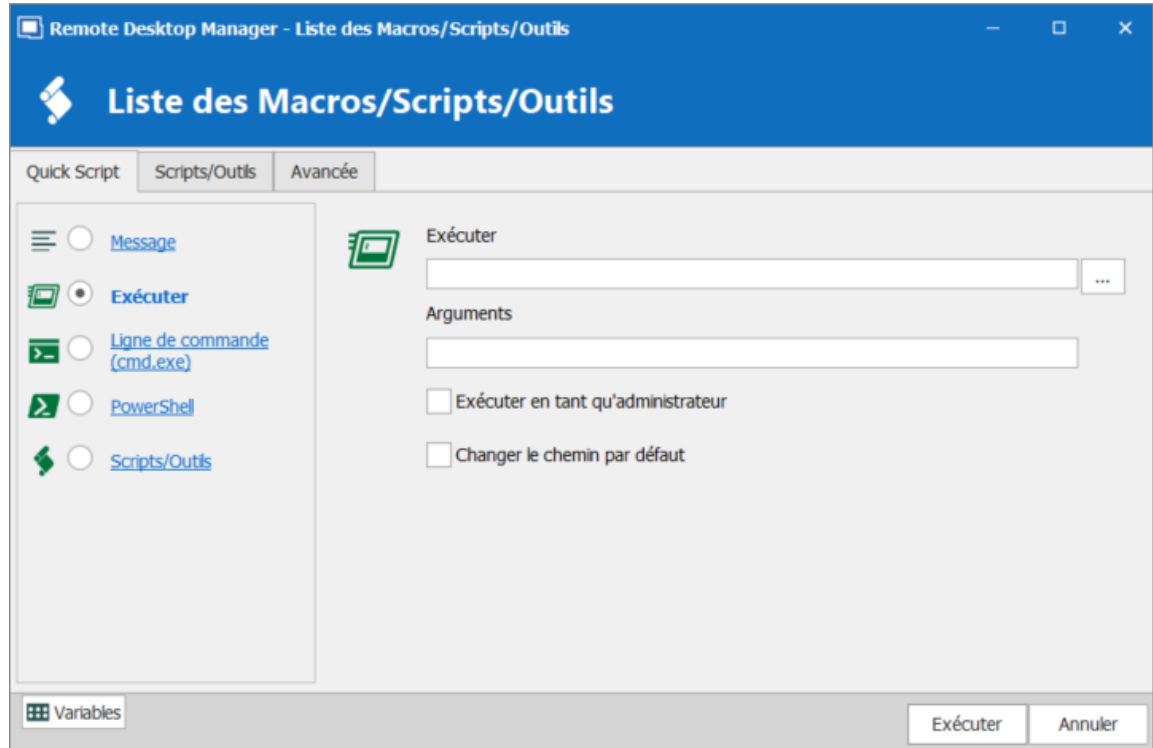 Remote Desktop Manager - Liste des Macros/Scripts/Outils
Liste des Macros/Scripts/Outils
Quick Script
Scripts/Outils
Avancée
Message
Exécuter
Ligne de commande
(cmd.exe)
PowerShell
Scripts/Outils
Exécuter
...
Arguments
Exécuter en tant qu'administrateur
Changer le chemin par défaut
Variables
Exécuter
Annuler